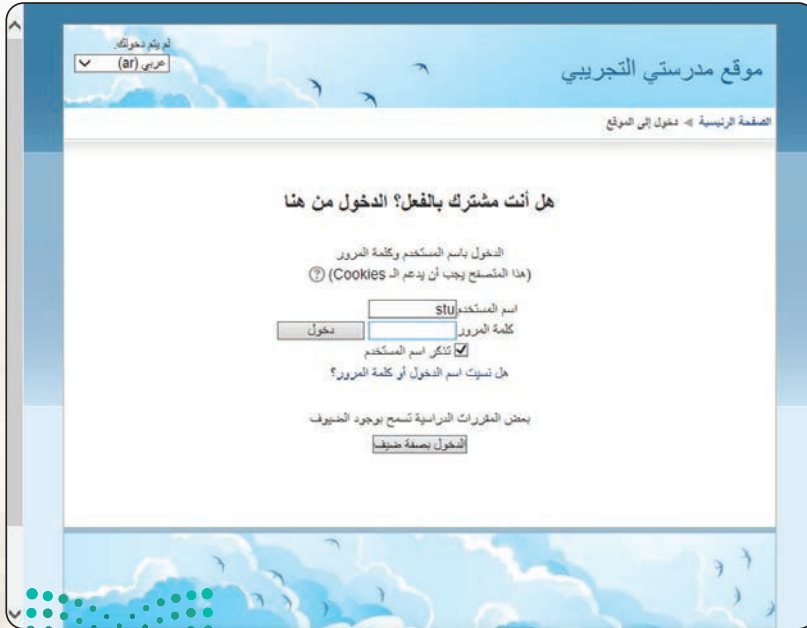 لم يتم دخولك.
عربي (ar)
موقع مدرستي التجريبي
الصفحة الرئيسية ◄ دخول إلى الموقع
هل أنت مشترك بالفعل؟ الدخول من هنا
الدخول باسم المستخدم وكلمة المرور
(هذا المتصفح يجب أن يدعم الـ Cookies) ?
اسم المستخدم stu
كلمة المرور دخول
تذكر اسم المستخدم
هل نسيت اسم الدخول أو كلمة المرور؟
بعض المقررات الدراسية تسمح بوجود الضيوف
الدخول بصفة ضيف